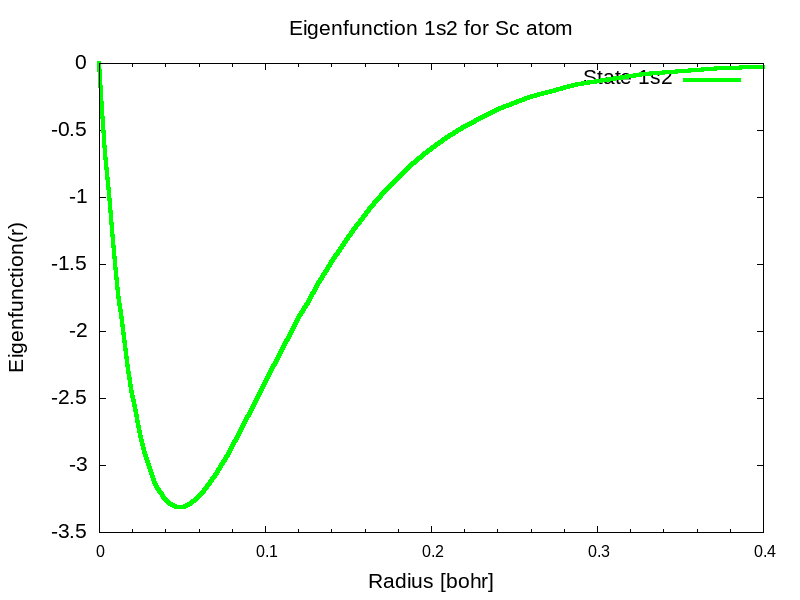 Eigenfunction 1s2 for Sc atom
0
State 1s2
-0.5
-1
-1.5
Eigenfunction(r)
-2
-2.5
-3
-3.5
0 0.1 0.2 0.3 0.4
Radius [bohr]